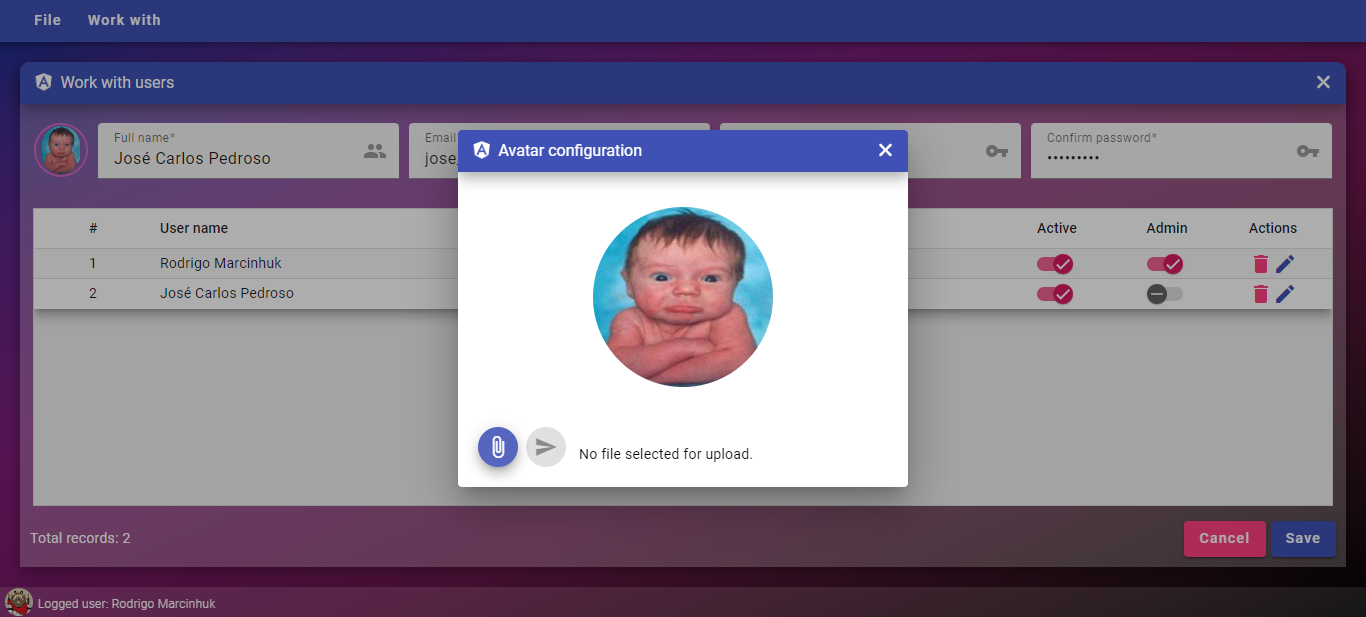 File Work with
Work with users
Full name*
José Carlos Pedroso
Email
jose_
Confirm password*
•••••••••
Avatar configuration
# User name Active Admin Actions
1 Rodrigo Marcinhuk
2 José Carlos Pedroso
No file selected for upload.
Total records: 2
Cancel Save
Logged user: Rodrigo Marcinhuk